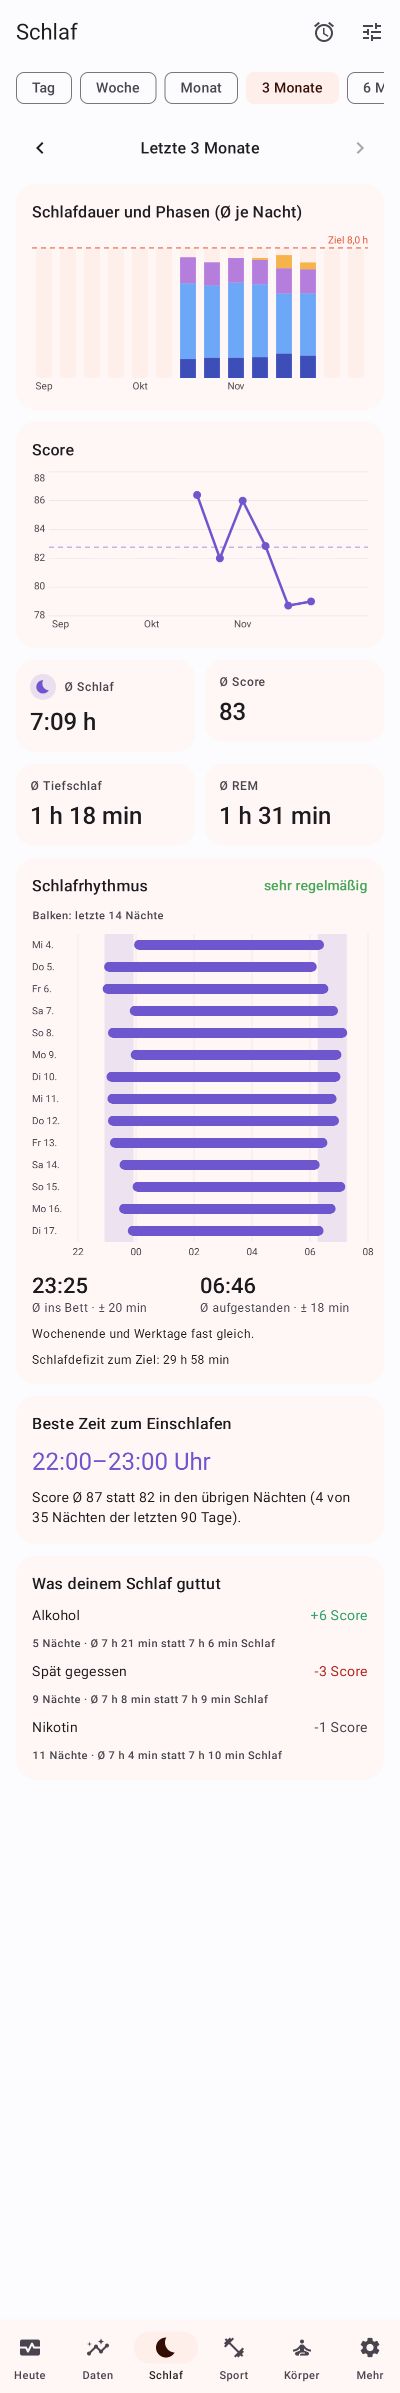 Schlaf
Tag
Woche
Monat
3 Monate
6 M
Letzte 3 Monate
Schlafdauer und Phasen (Ø je Nacht)
Ziel 8,0 h
Sep
Okt
Nov
Score
88
86
84
82
80
78
Sep
Okt
Nov
Ø Schlaf
7:09 h
Ø Score
83
Ø Tiefschlaf
1 h 18 min
Ø REM
1 h 31 min
Schlafrhythmus
sehr regelmäßig
Balken: letzte 14 Nächte
Mi 4.
Do 5.
Fr 6.
Sa 7.
So 8.
Mo 9.
Di 10.
Mi 11.
Do 12.
Fr 13.
Sa 14.
So 15.
Mo 16.
Di 17.
22
00
02
04
06
08
23:25
Ø ins Bett · ± 20 min
06:46
Ø aufgestanden · ± 18 min
Wochenende und Werktage fast gleich.
Schlafdefizit zum Ziel: 29 h 58 min
Beste Zeit zum Einschlafen
22:00–23:00 Uhr
Score Ø 87 statt 82 in den übrigen Nächten (4 von
35 Nächten der letzten 90 Tage).
Was deinem Schlaf guttut
Alkohol
+6 Score
5 Nächte · Ø 7 h 21 min statt 7 h 6 min Schlaf
Spät gegessen
-3 Score
9 Nächte · Ø 7 h 8 min statt 7 h 9 min Schlaf
Nikotin
-1 Score
11 Nächte · Ø 7 h 4 min statt 7 h 10 min Schlaf
Heute
Daten
Schlaf
Sport
Körper
Mehr